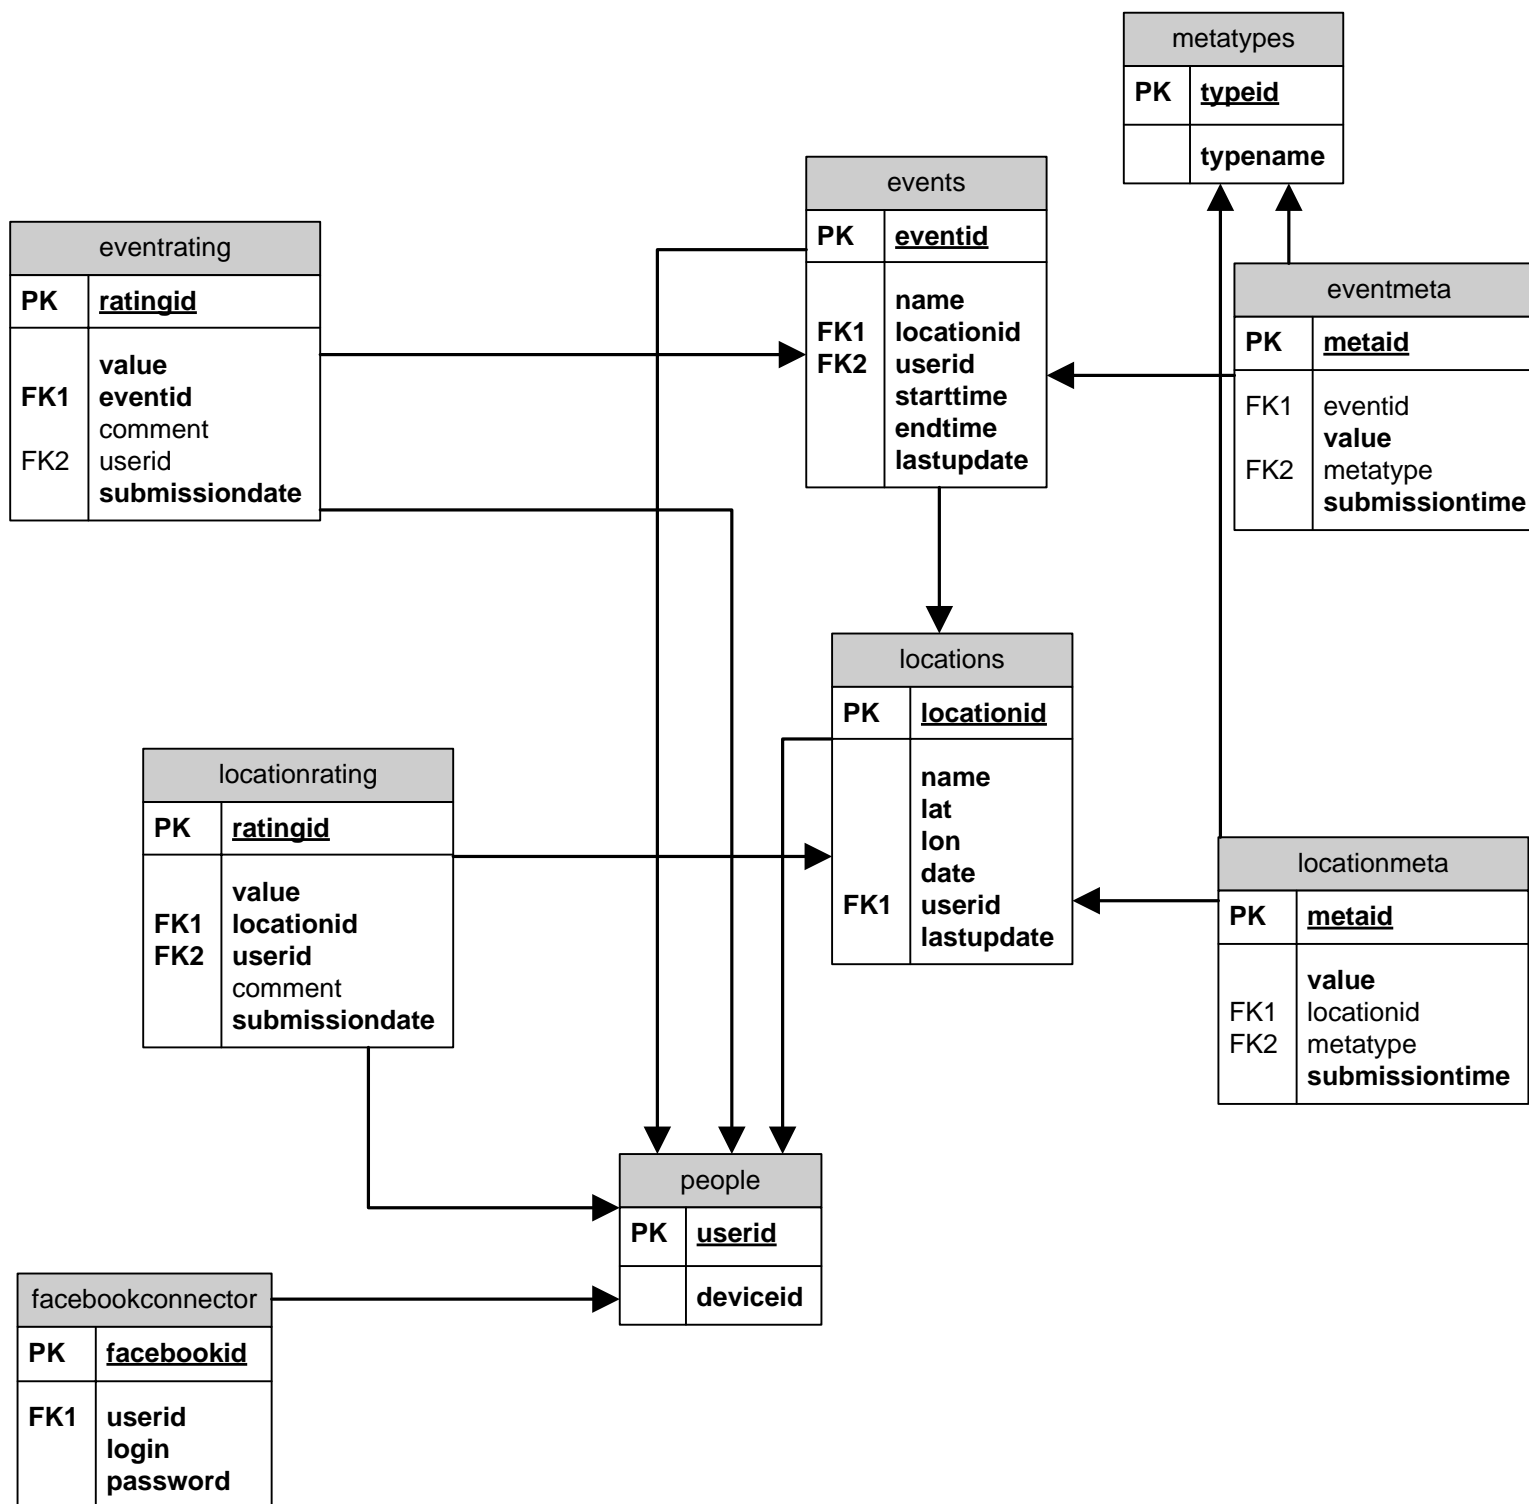 metatypes
PK typeid
typename
events
PK eventid
name
FK1 locationid
FK2 userid
starttime
endtime
lastupdate
eventrating
PK ratingid
value
FK1 eventid
comment
FK2 userid
submissiondate
eventmeta
PK metaid
FK1 eventid
value
FK2 metatype
submissiontime
locations
PK locationid
name
lat
lon
date
FK1 userid
lastupdate
locationrating
PK ratingid
value
FK1 locationid
FK2 userid
comment
submissiondate
locationmeta
PK metaid
value
FK1 locationid
FK2 metatype
submissiontime
people
PK userid
deviceid
facebookconnector
PK facebookid
FK1 userid
login
password